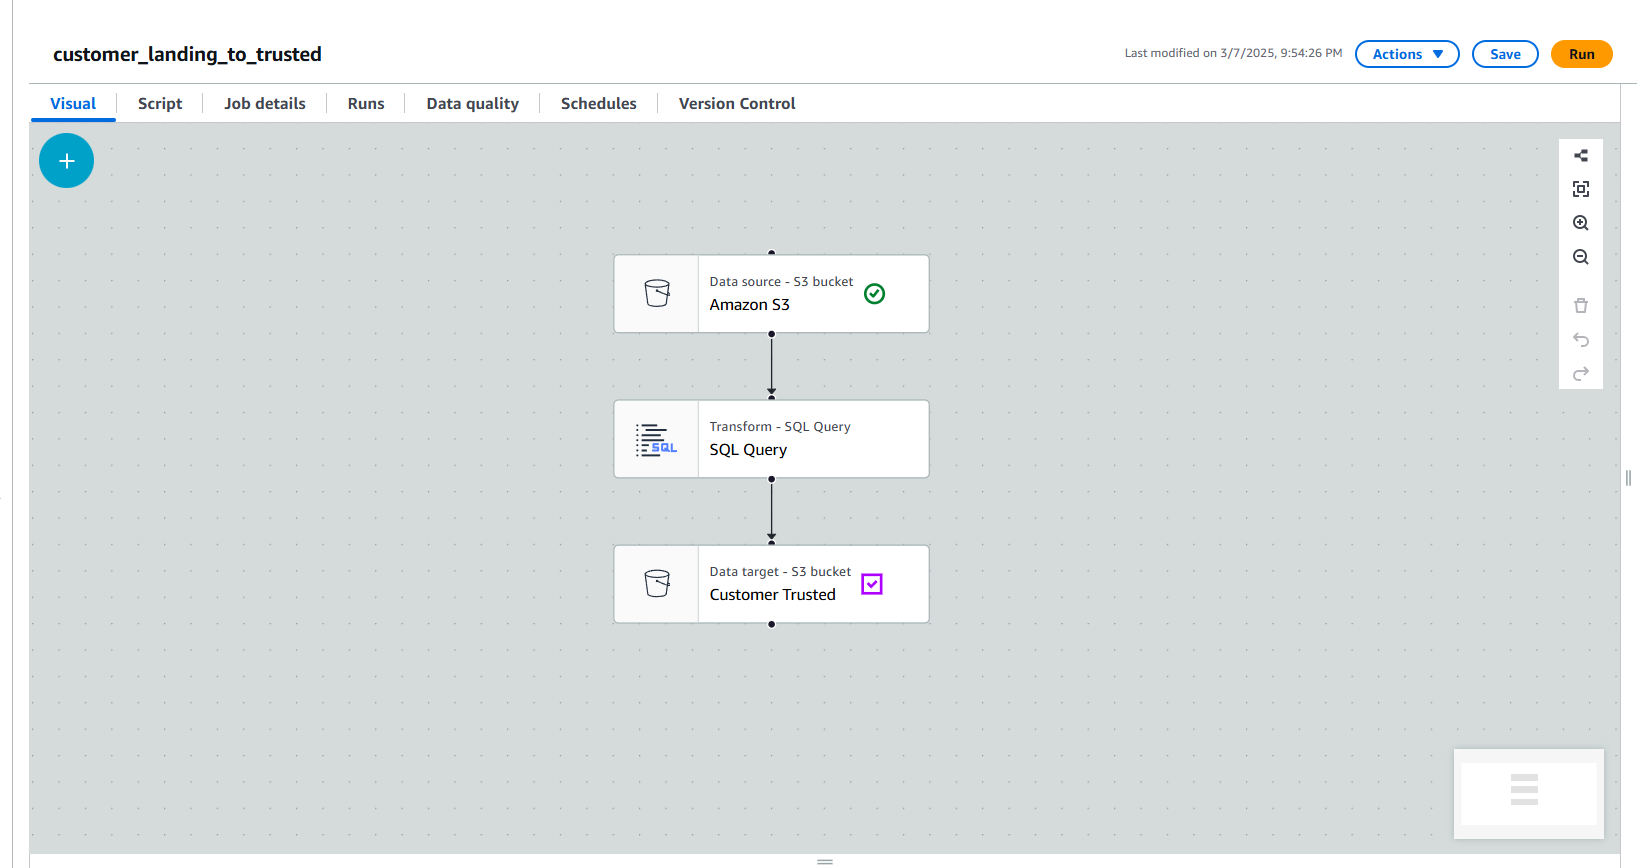 customer_landing_to_trusted
Last modified on 3/7/2025, 9:54:26 PM
Actions
Save
Run
Visual
Script
Job details
Runs
Data quality
Schedules
Version Control
Data source - S3 bucket
Amazon S3
SQL
Transform - SQL Query
SQL Query
Data target - S3 bucket
Customer Trusted